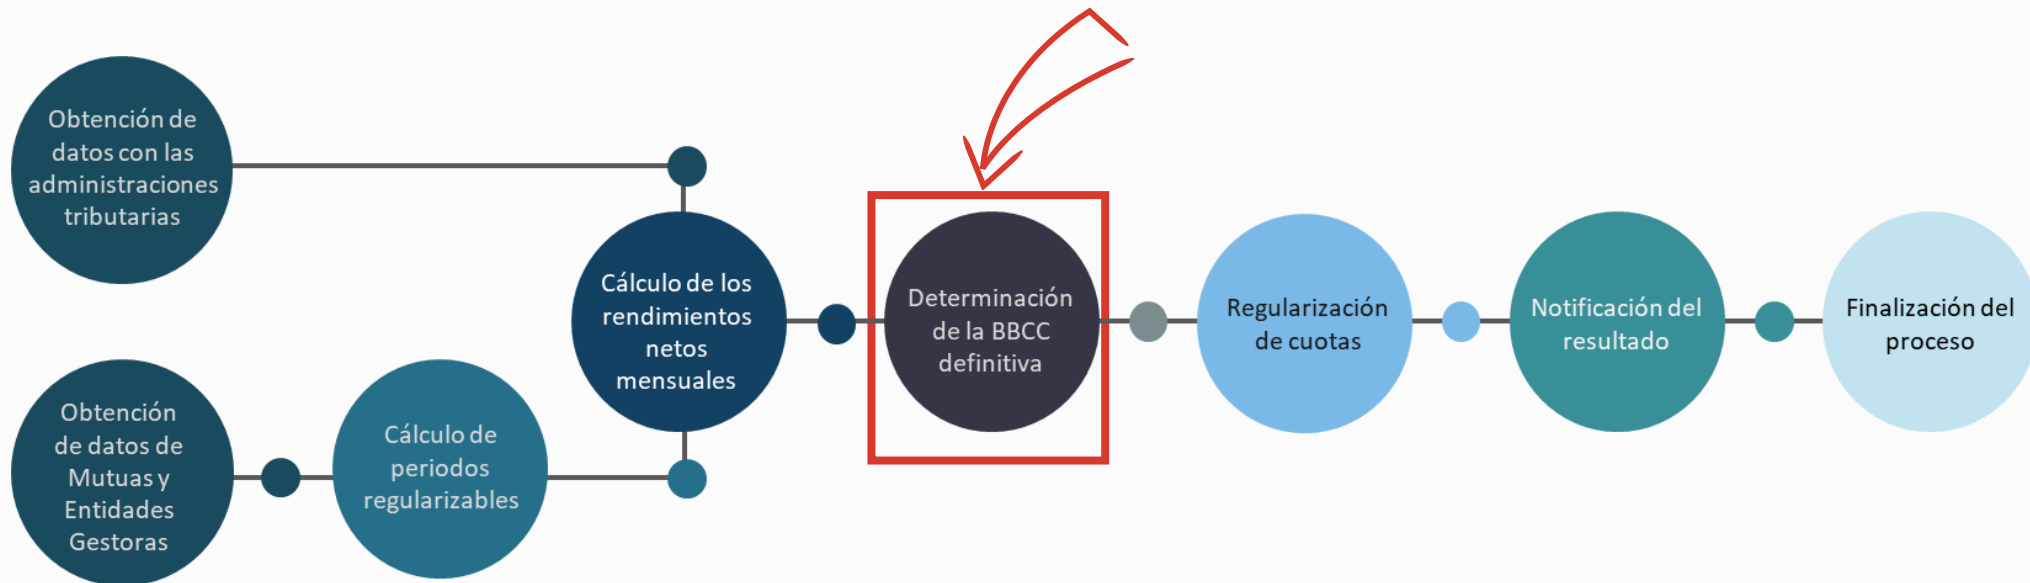 Obtención de
datos con las
administraciones
tributarias
Obtención
de datos de
Mutuas y
Entidades
Gestoras
Cálculo de
periodos
regularizables
Cálculo de los
rendimientos
netos
mensuales
Determinación
de la BBCC
definitiva
Regularización
de cuotas
Notificación del
resultado
Finalización del
proceso